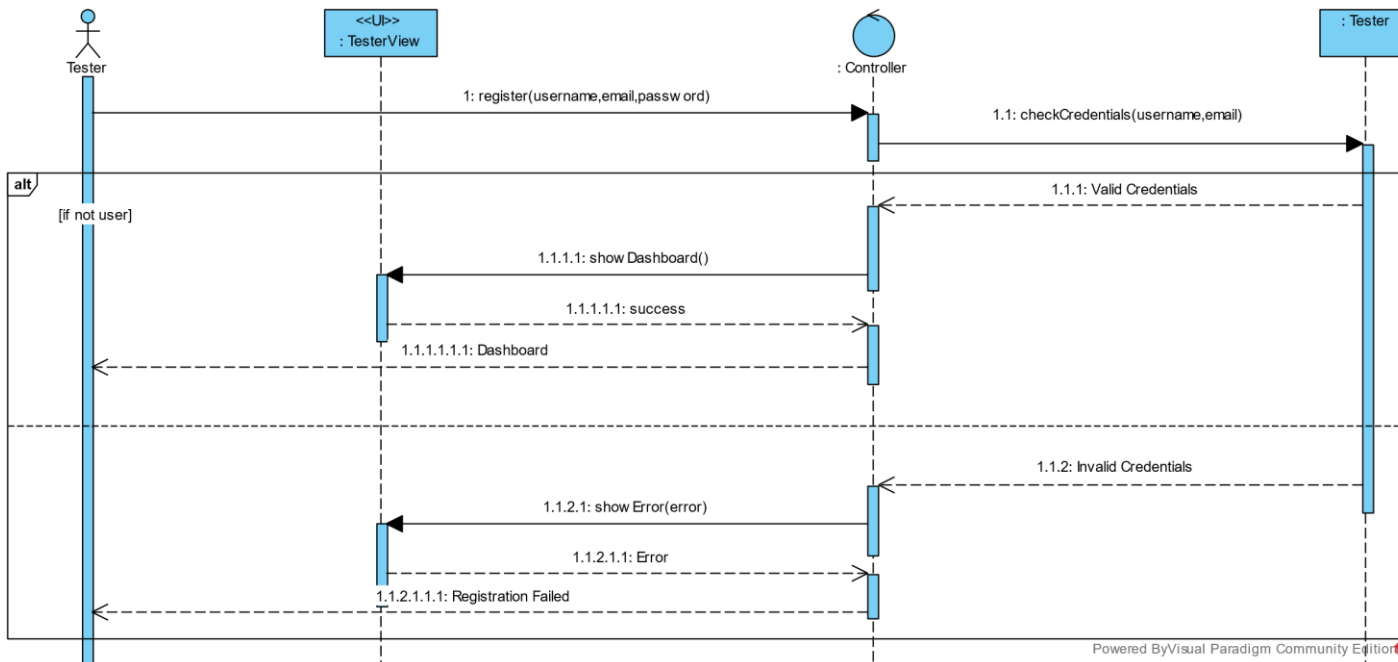 <<UI>>
: TesterView
: Tester
Tester
: Controller
1: register(username,email,password)
1.1: checkCredentials(username,email)
alt
[if not user]
1.1.1: Valid Credentials
1.1.1.1: show Dashboard()
1.1.1.1.1: success
1.1.1.1.1.1: Dashboard
1.1.2: Invalid Credentials
1.1.2.1: show Error(error)
1.1.2.1.1: Error
1.1.2.1.1.1: Registration Failed
Powered ByVisual Paradigm Community Edition